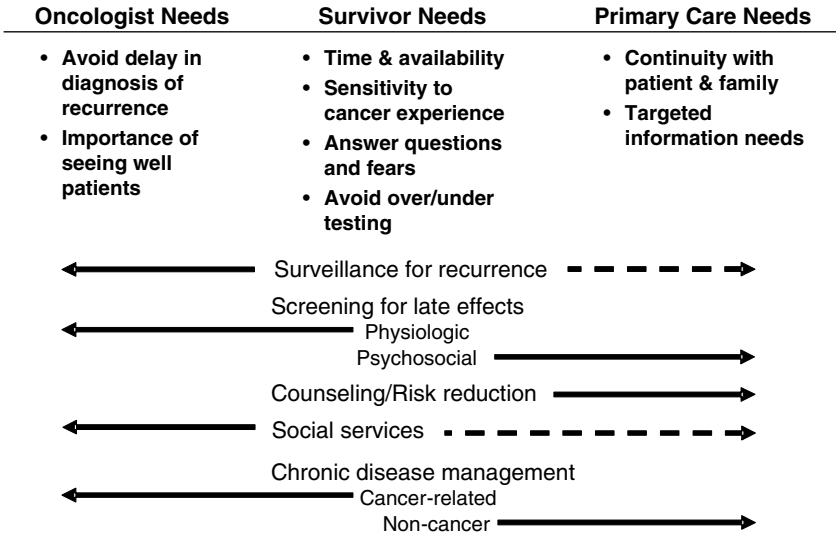 Oncologist Needs
Survivor Needs
Primary Care Needs
• Avoid delay in
diagnosis of
recurrence
• Importance of
seeing well
patients
• Time & availability
• Sensitivity to
cancer experience
• Answer questions
and fears
• Avoid over/under
testing
• Continuity with
patient & family
• Targeted
information needs
Surveillance for recurrence
Screening for late effects
Physiologic
Psychosocial
Counseling/Risk reduction
Social services
Chronic disease management
Cancer-related
Non-cancer